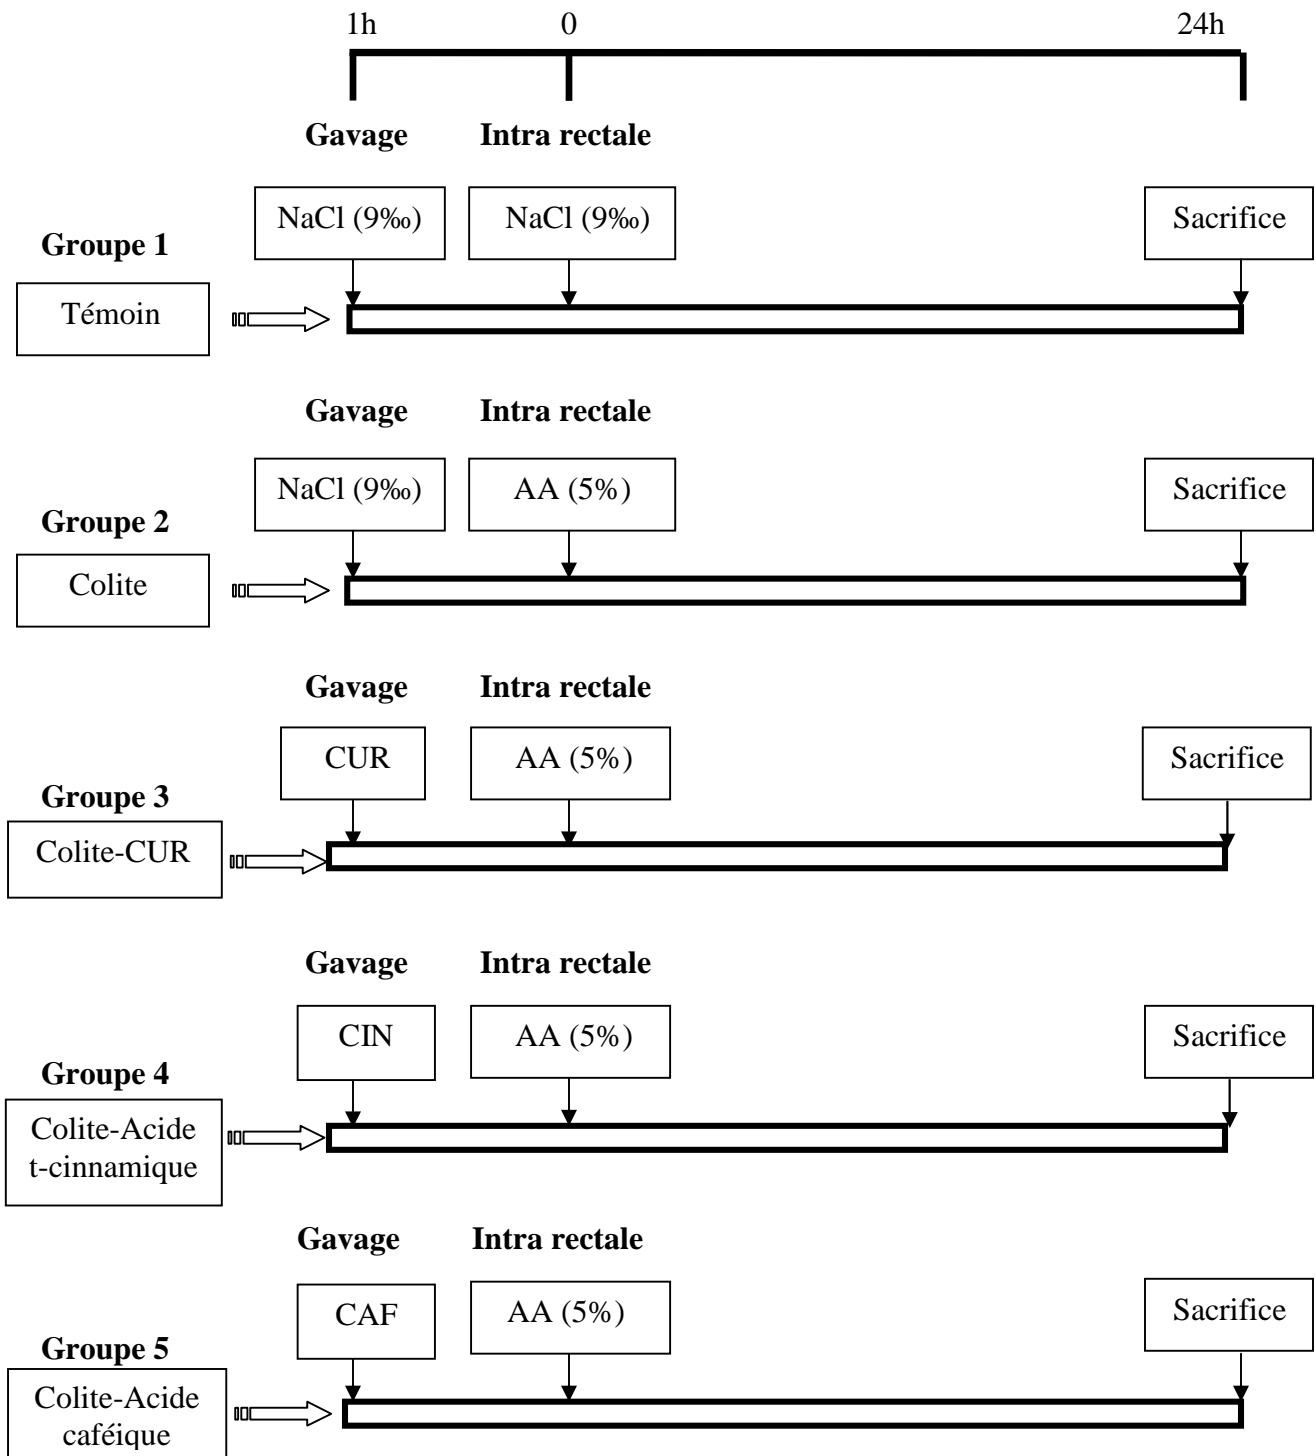 1h 0 24h
Gavage Intra rectale
NaCl (9‰) NaCl (9‰) Sacrifice
Groupe 1
Témoin
Gavage Intra rectale
NaCl (9‰) AA (5%) Sacrifice
Groupe 2
Colite
Gavage Intra rectale
CUR AA (5%) Sacrifice
Groupe 3
Colite-CUR
Gavage Intra rectale
CIN AA (5%) Sacrifice
Groupe 4
Colite-Acide
t-cinnamique
Gavage Intra rectale
CAF AA (5%) Sacrifice
Groupe 5
Colite-Acide
caféique